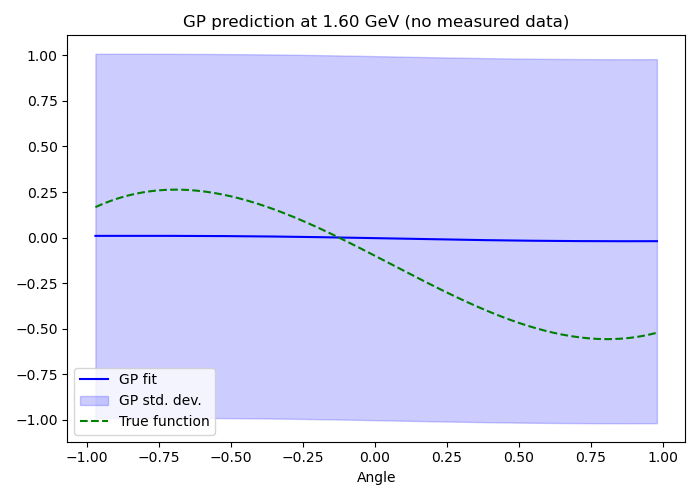 GP prediction at 1.60 GeV (no measured data)
1.00
0.75
0.50
0.25
0.00
−0.25
−0.50
−0.75
−1.00
GP fit
GP std. dev.
True function
−1.00 −0.75 −0.50 −0.25 0.00 0.25 0.50 0.75 1.00
Angle